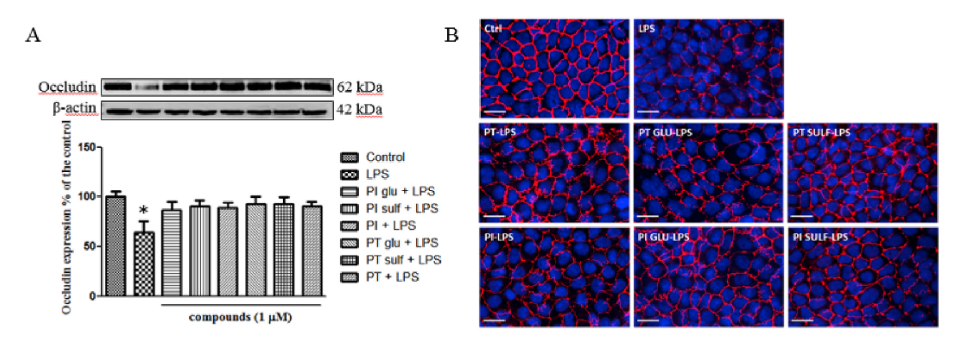 A
Occludin
62 kDa
β-actin
42 kDa
Occludin expression % of the control
150
100
50
0
*
compounds (1 µM)
Control
LPS
PI glu + LPS
PI sulf + LPS
PI + LPS
PT glu + LPS
PT sulf + LPS
PT + LPS
B
Ctrl
LPS
PT-LPS
PT GLU-LPS
PT SULF-LPS
PI-LPS
PI GLU-LPS
PI SULF-LPS